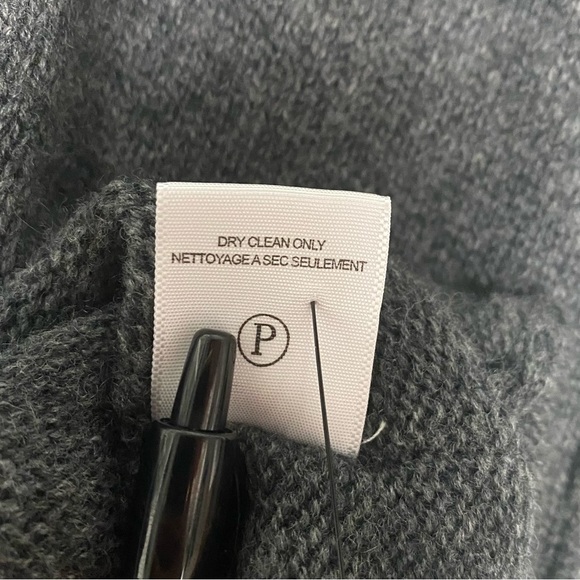 DRY CLEAN ONLY
NETTOYAGE A SEC SEULEMENT
P